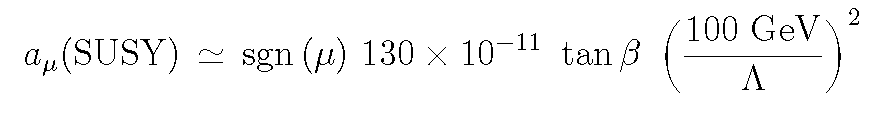 a_μ(SUSY) ≃ sgn (μ) 130 × 10^{−11} tan β (100 GeV / Λ)^2